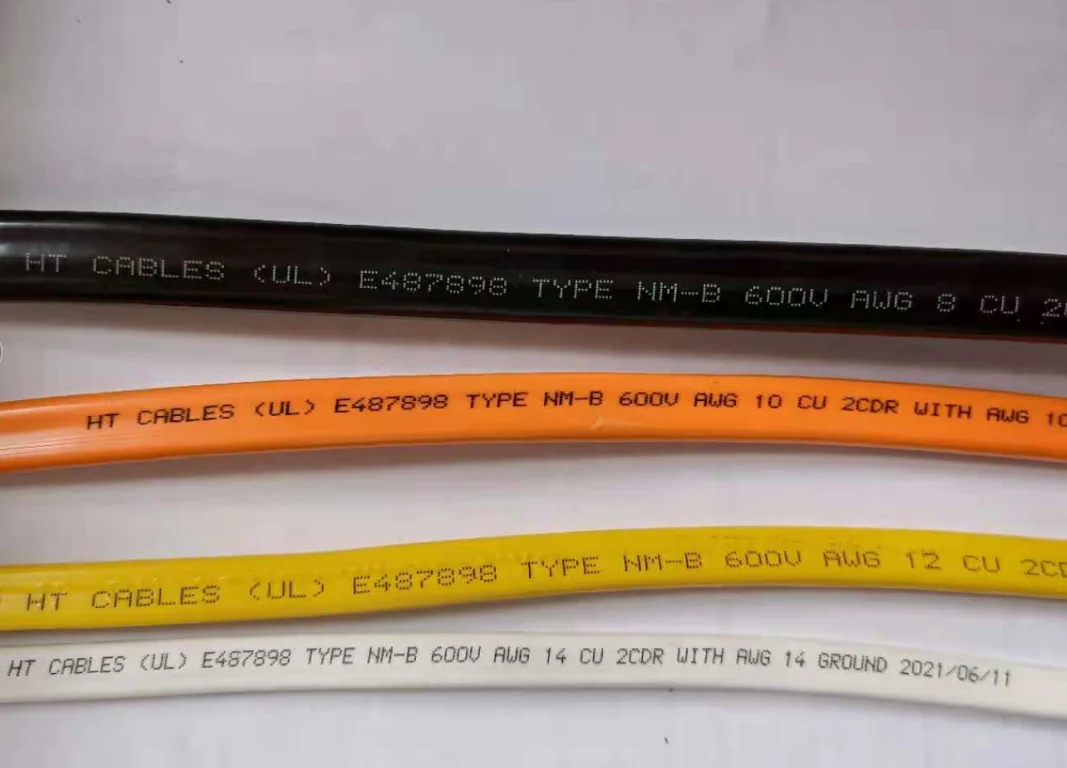 HT CABLES (UL) E487898 TYPE NM-B 600V AWG 8 CU
HT CABLES (UL) E487898 TYPE NM-B 600V AWG 10 CU 2CDR WITH AWG 10
HT CABLES (UL) E487898 TYPE NM-B 600V AWG 12 CU
HT CABLES (UL) E487898 TYPE NM-B 600V AWG 14 CU 2CDR WITH AWG 14 GROUND 2021/06/11